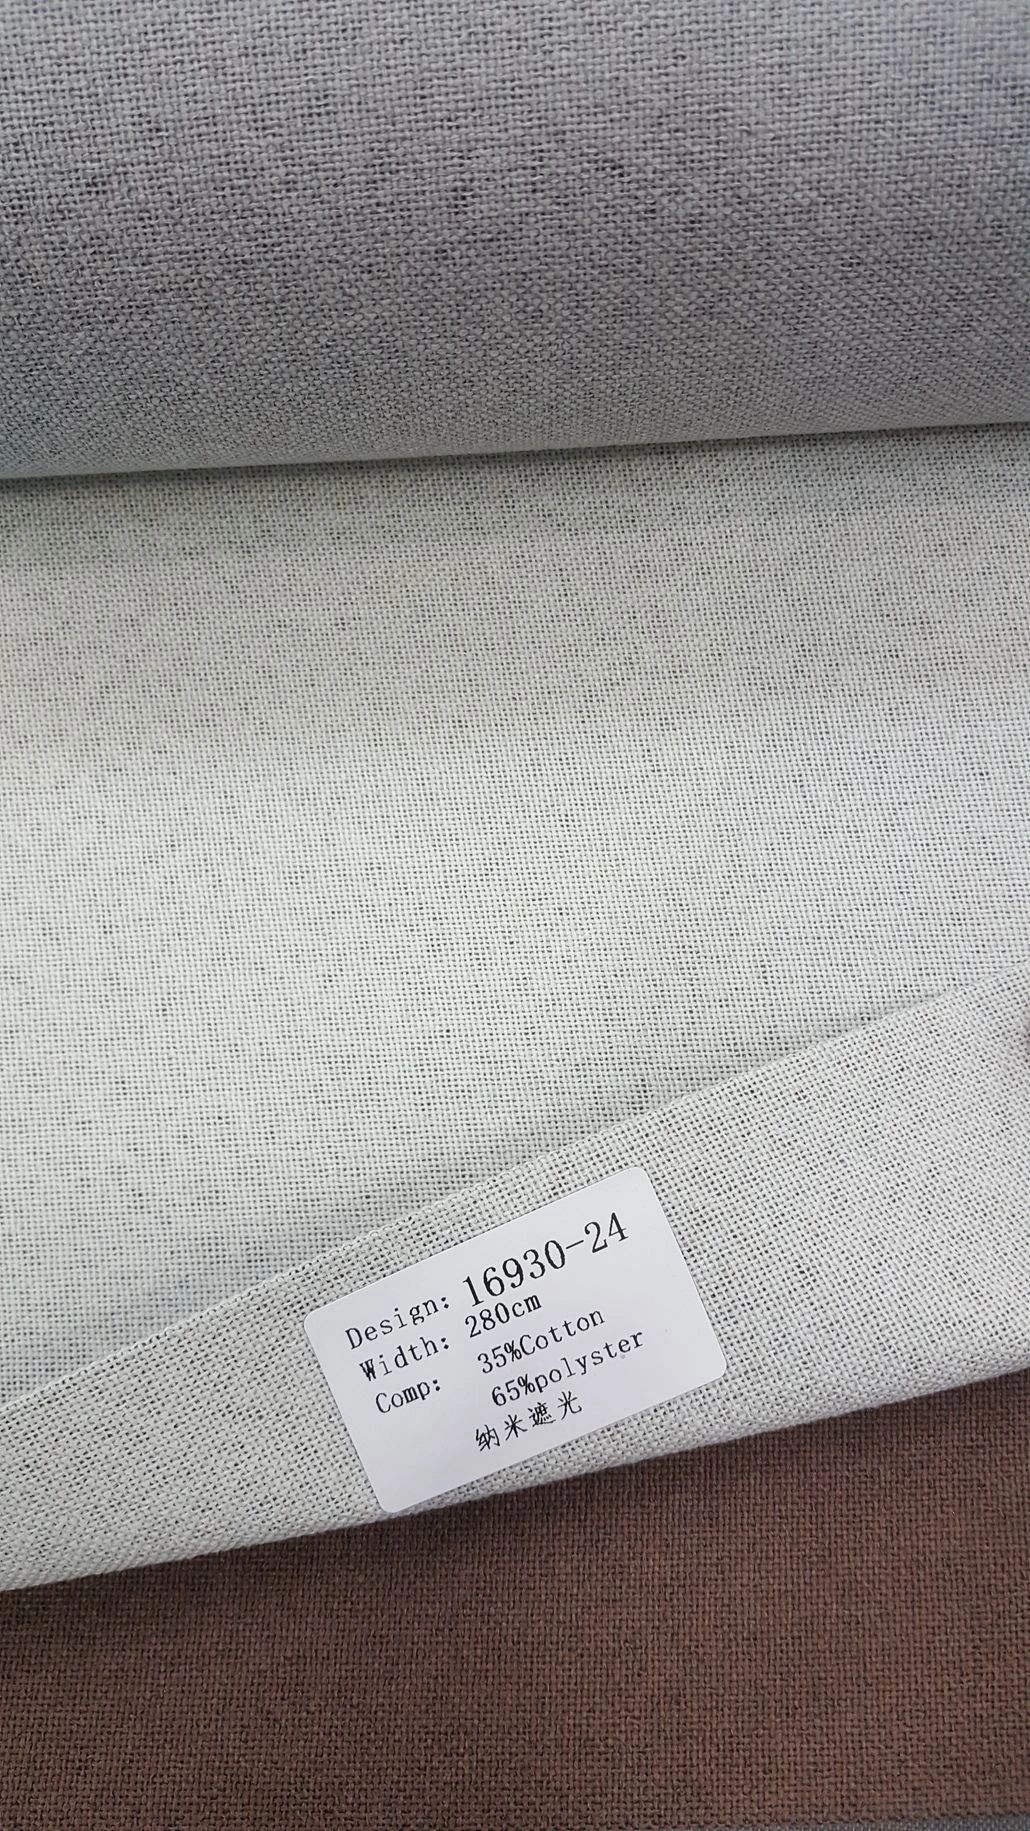 Design: 16930-24
Width: 280cm
Comp: 35%Cotton
65%polyster
纳米遮光